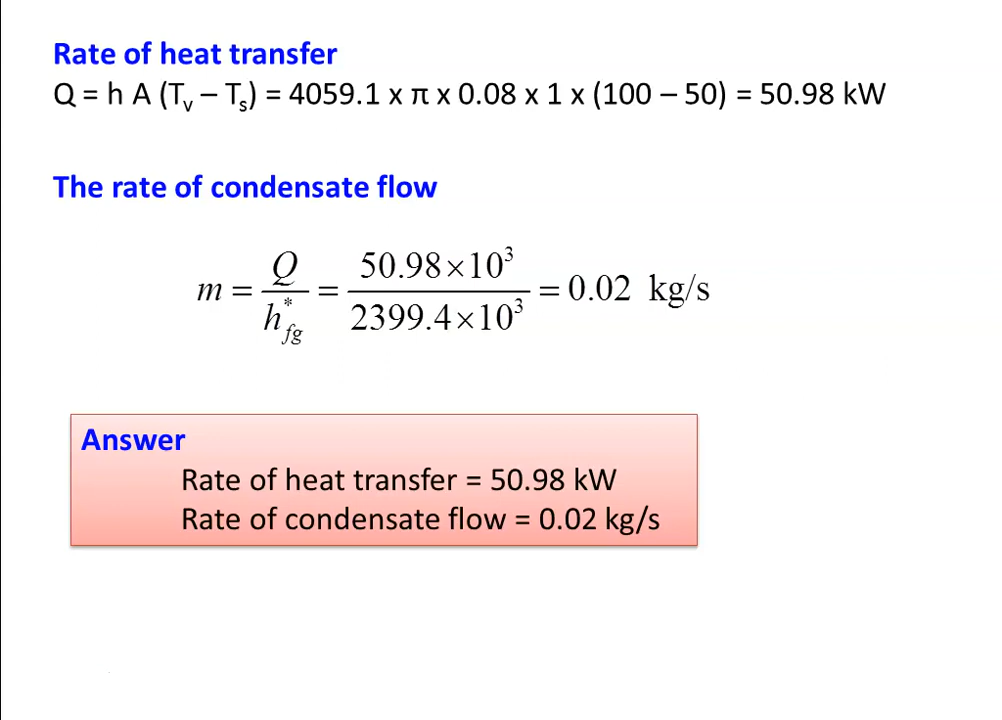 Rate of heat transfer
Q = h A (Tv – Ts) = 4059.1 x π x 0.08 x 1 x (100 – 50) = 50.98 kW
The rate of condensate flow
m = Q / h*fg = 50.98×10³ / 2399.4×10³ = 0.02 kg/s
Answer
Rate of heat transfer = 50.98 kW
Rate of condensate flow = 0.02 kg/s